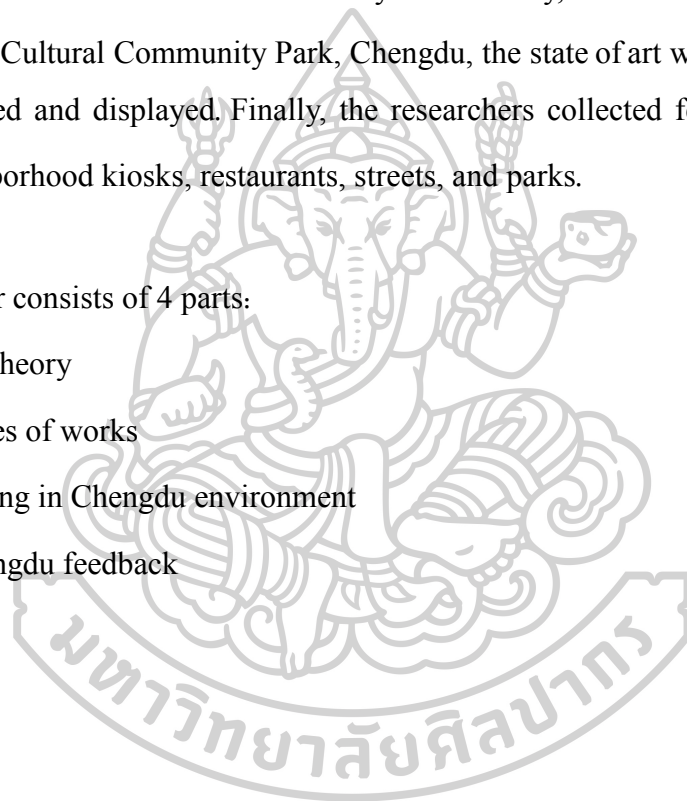 Cultural Community Park, Chengdu, the state of art w
ed and displayed. Finally, the researchers collected fe
borhood kiosks, restaurants, streets, and parks.
r consists of 4 parts:
heory
es of works
ng in Chengdu environment
ngdu feedback
มหาวิทยาลัยศิลปากร